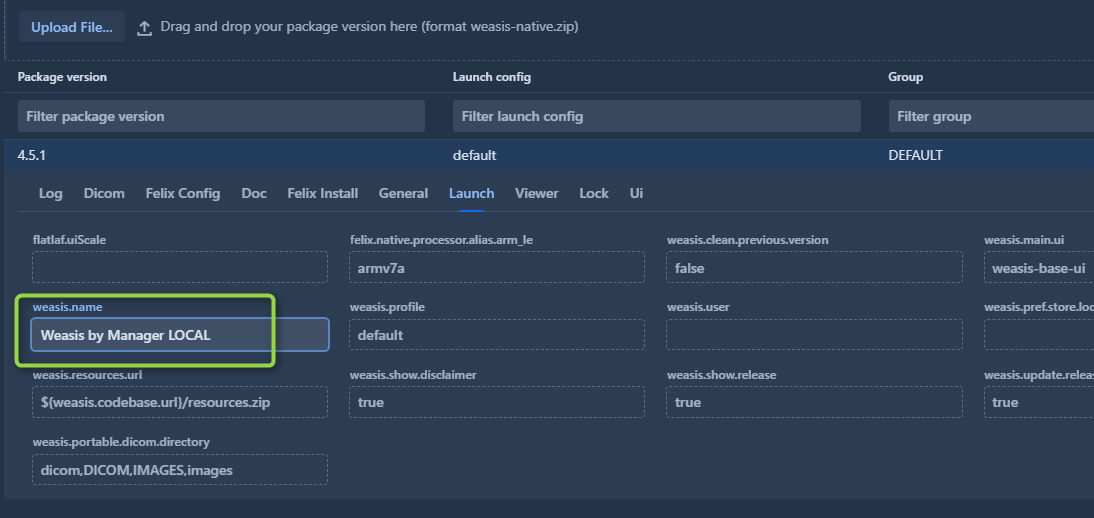 Upload File... Drag and drop your package version here (format weasis-native.zip)
Package version Launch config Group
Filter package version Filter launch config Filter group
4.5.1 default DEFAULT
Log Dicom Felix Config Doc Felix Install General Launch Viewer Lock Ui
flatlaf.uiScale felix.native.processor.alias.arm_le weasis.clean.previous.version weasis.main.ui
armv7a false weasis-base-ui
weasis.name weasis.profile weasis.user weasis.pref.store.loc
Weasis by Manager LOCAL default
weasis.resources.url weasis.show.disclaimer weasis.show.release weasis.update.relea
${weasis.codebase.url}/resources.zip true true true
weasis.portable.dicom.directory
dicom,DICOM,IMAGES,images